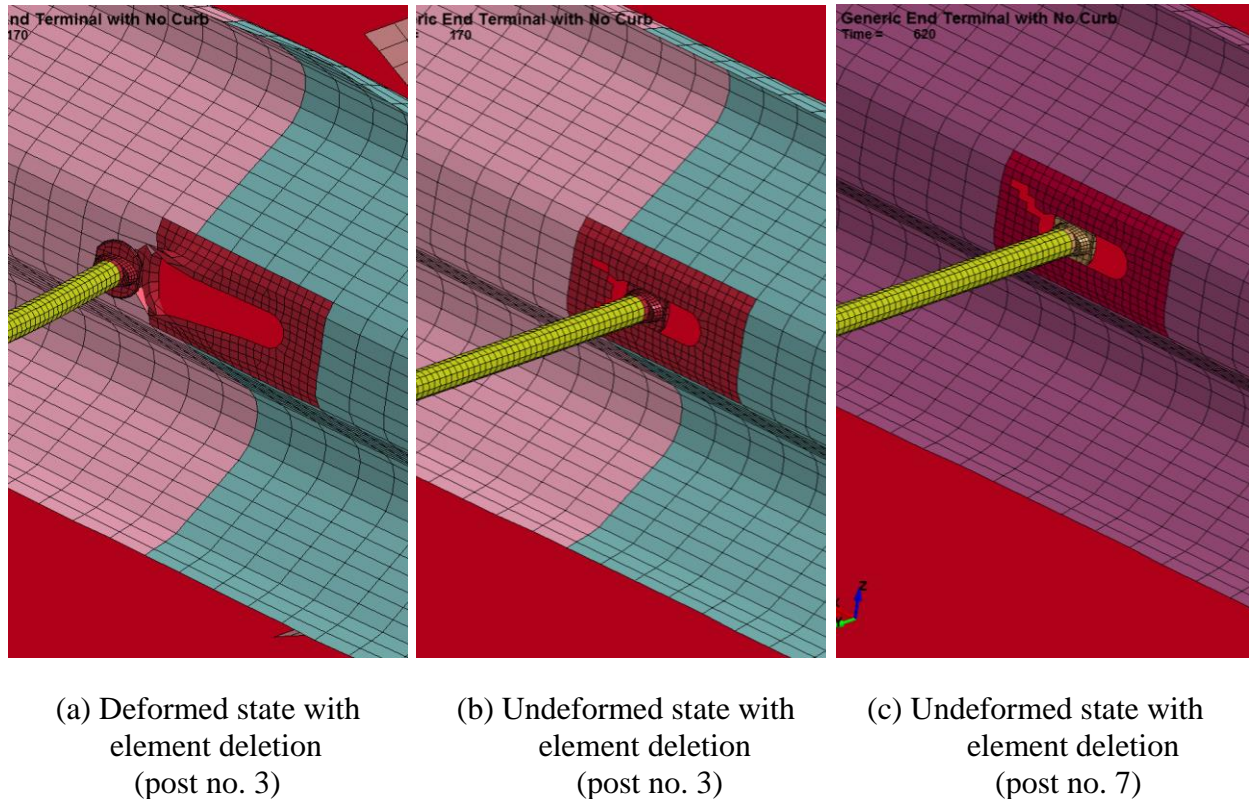 nd End Terminal with No Curb
170
ric End Terminal with No Curb
= 170
Generic End Terminal with No Curb
Time = 620
Z
(a) Deformed state with
element deletion
(post no. 3)
(b) Undeformed state with
element deletion
(post no. 3)
(c) Undeformed state with
element deletion
(post no. 7)